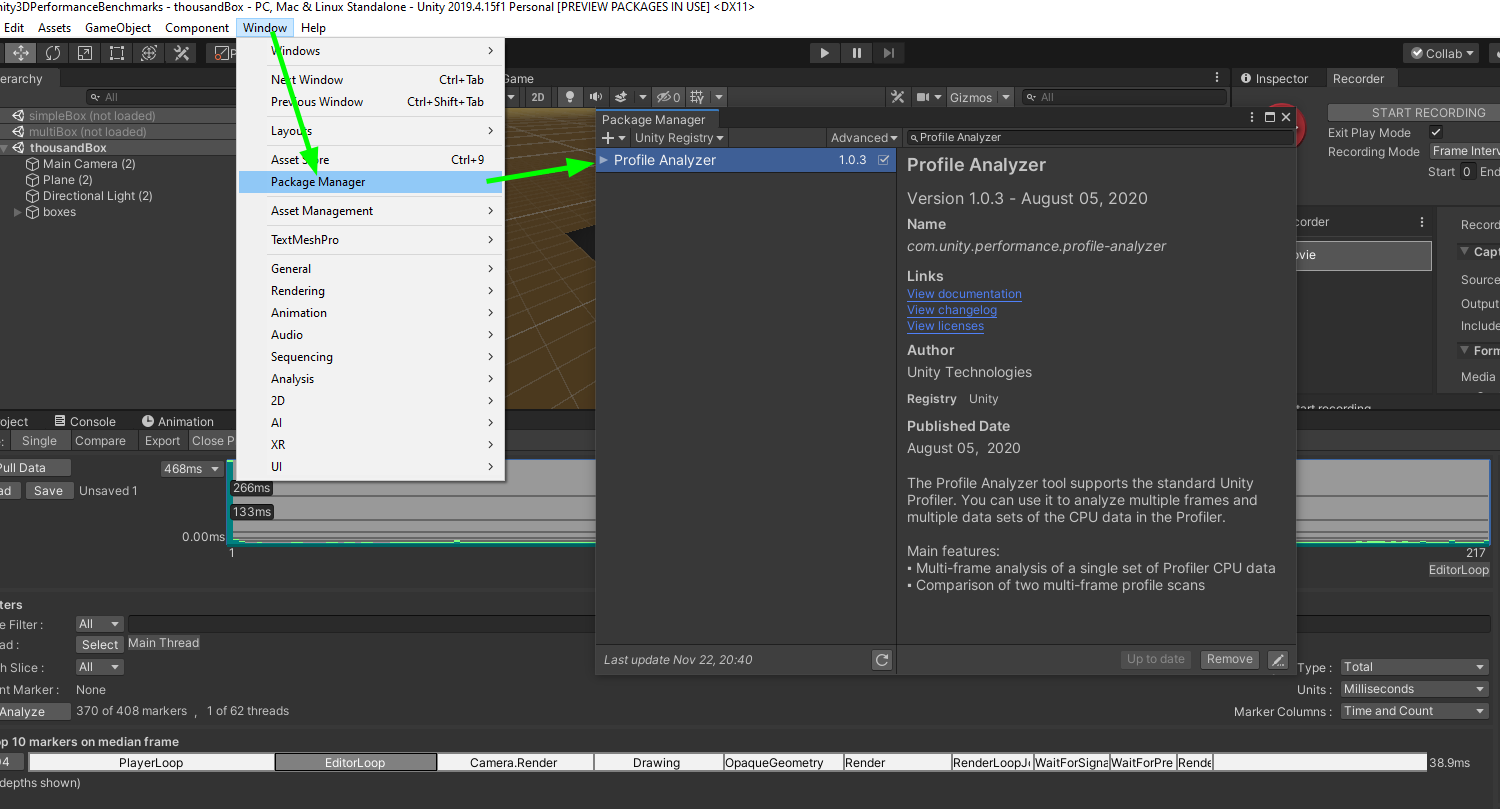 nity3DPerformanceBenchmarks - thousandBox - PC, Mac & Linux Standalone - Unity 2019.4.15f1 Personal [PREVIEW PACKAGES IN USE] <DX11>
Edit Assets GameObject Component Window Help
Collab
Windows
Next Window Ctrl+Tab
Previous Window Ctrl+Shift+Tab
Layouts
Asset Store Ctrl+9
Package Manager
Asset Management
TextMeshPro
General
Rendering
Animation
Audio
Sequencing
Analysis
2D
AI
XR
UI
erarchy
All
simpleBox (not loaded)
multiBox (not loaded)
thousandBox
Main Camera (2)
Plane (2)
Directional Light (2)
boxes
Game
2D 0 Gizmos All
Package Manager
Unity Registry Advanced Profile Analyzer
Profile Analyzer 1.0.3
Last update Nov 22, 20:40
Profile Analyzer
Version 1.0.3 - August 05, 2020
Name
com.unity.performance.profile-analyzer
Links
View documentation
View changelog
View licenses
Author
Unity Technologies
Registry Unity
Published Date
August 05, 2020
The Profile Analyzer tool supports the standard Unity
Profiler. You can use it to analyze multiple frames and
multiple data sets of the CPU data in the Profiler.
Main features:
• Multi-frame analysis of a single set of Profiler CPU data
• Comparison of two multi-frame profile scans
Up to date Remove
Inspector Recorder
START RECORDING
Exit Play Mode
Recording Mode Frame Interv
Start 0 End
corder
ovie
Record
Capt
Source
Output
Include
Form
Media
tart recording
oject Console Animation
: Single Compare Export Close P
Pull Data 468ms
ad Save Unsaved 1
266ms
133ms
0.00ms
1 217
EditorLoop
ters
e Filter : All
ad : Select Main Thread
h Slice : All
nt Marker : None
Analyze 370 of 408 markers , 1 of 62 threads
Type : Total
Units : Milliseconds
Marker Columns : Time and Count
p 10 markers on median frame
04 PlayerLoop EditorLoop Camera.Render Drawing OpaqueGeometry Render RenderLoopJ WaitForSigna WaitForPre Rende 38.9ms
depths shown)